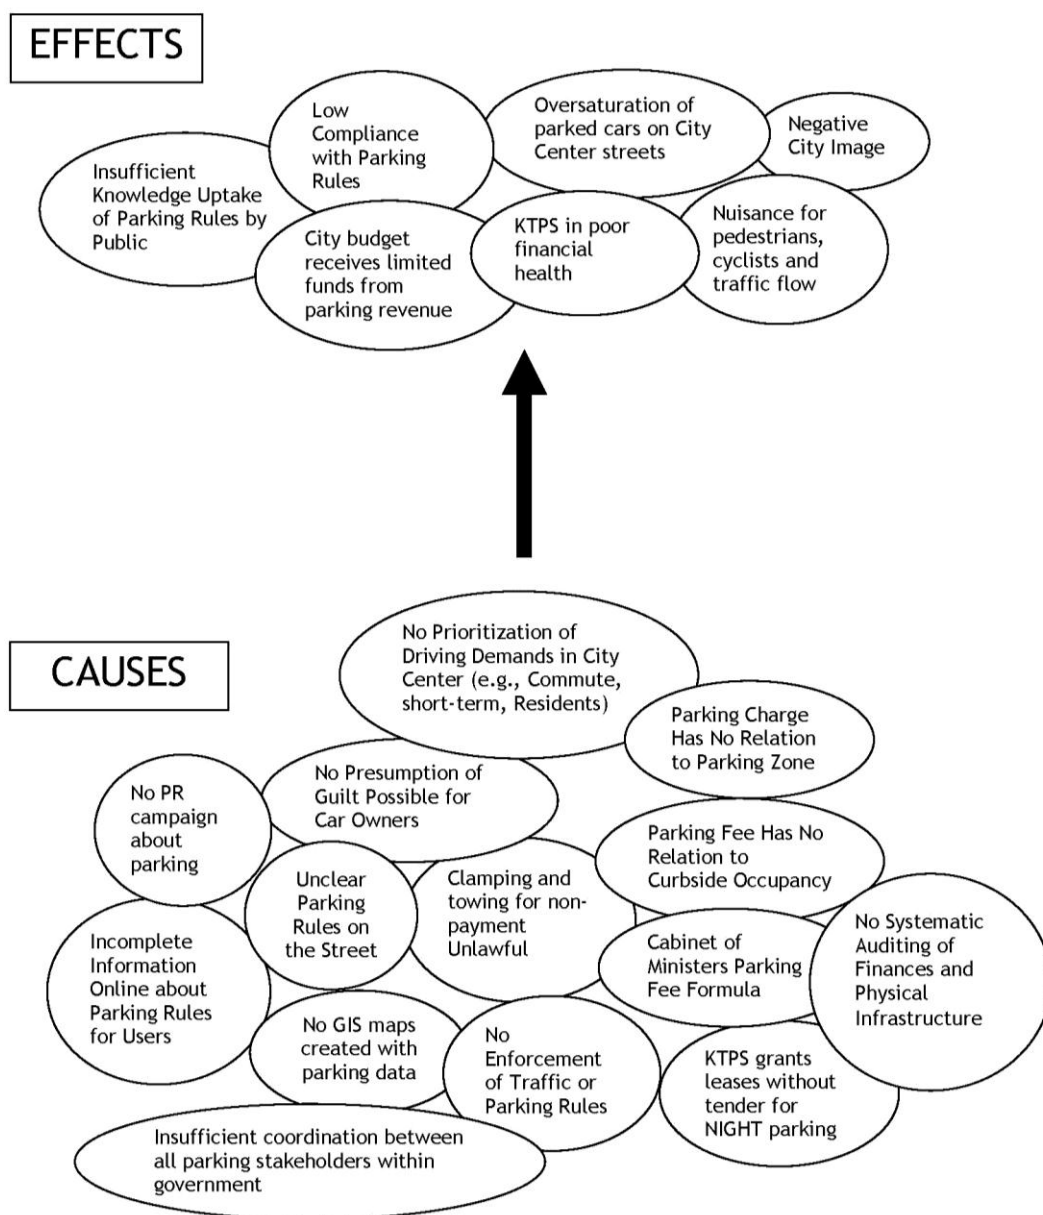 EFFECTS
Insufficient
Knowledge Uptake
of Parking Rules by
Public
Low
Compliance
with Parking
Rules
Oversaturation of
parked cars on City
Center streets
Negative
City Image
City budget
receives limited
funds from
parking revenue
KTPS in poor
financial
health
Nuisance for
pedestrians,
cyclists and
traffic flow
CAUSES
No Prioritization of
Driving Demands in City
Center (e.g., Commute,
short-term, Residents)
Parking Charge
Has No Relation
to Parking Zone
No PR
campaign
about
parking
No Presumption of
Guilt Possible for
Car Owners
Parking Fee Has No
Relation to
Curbside Occupancy
Unclear
Parking
Rules on
the Street
Clamping and
towing for non-
payment
Unlawful
Incomplete
Information
Online about
Parking Rules
for Users
Cabinet of
Ministers Parking
Fee Formula
No Systematic
Auditing of
Finances and
Physical
Infrastructure
No GIS maps
created with
parking data
No
Enforcement
of Traffic or
Parking Rules
KTPS grants
leases without
tender for
NIGHT parking
Insufficient coordination between
all parking stakeholders within
government